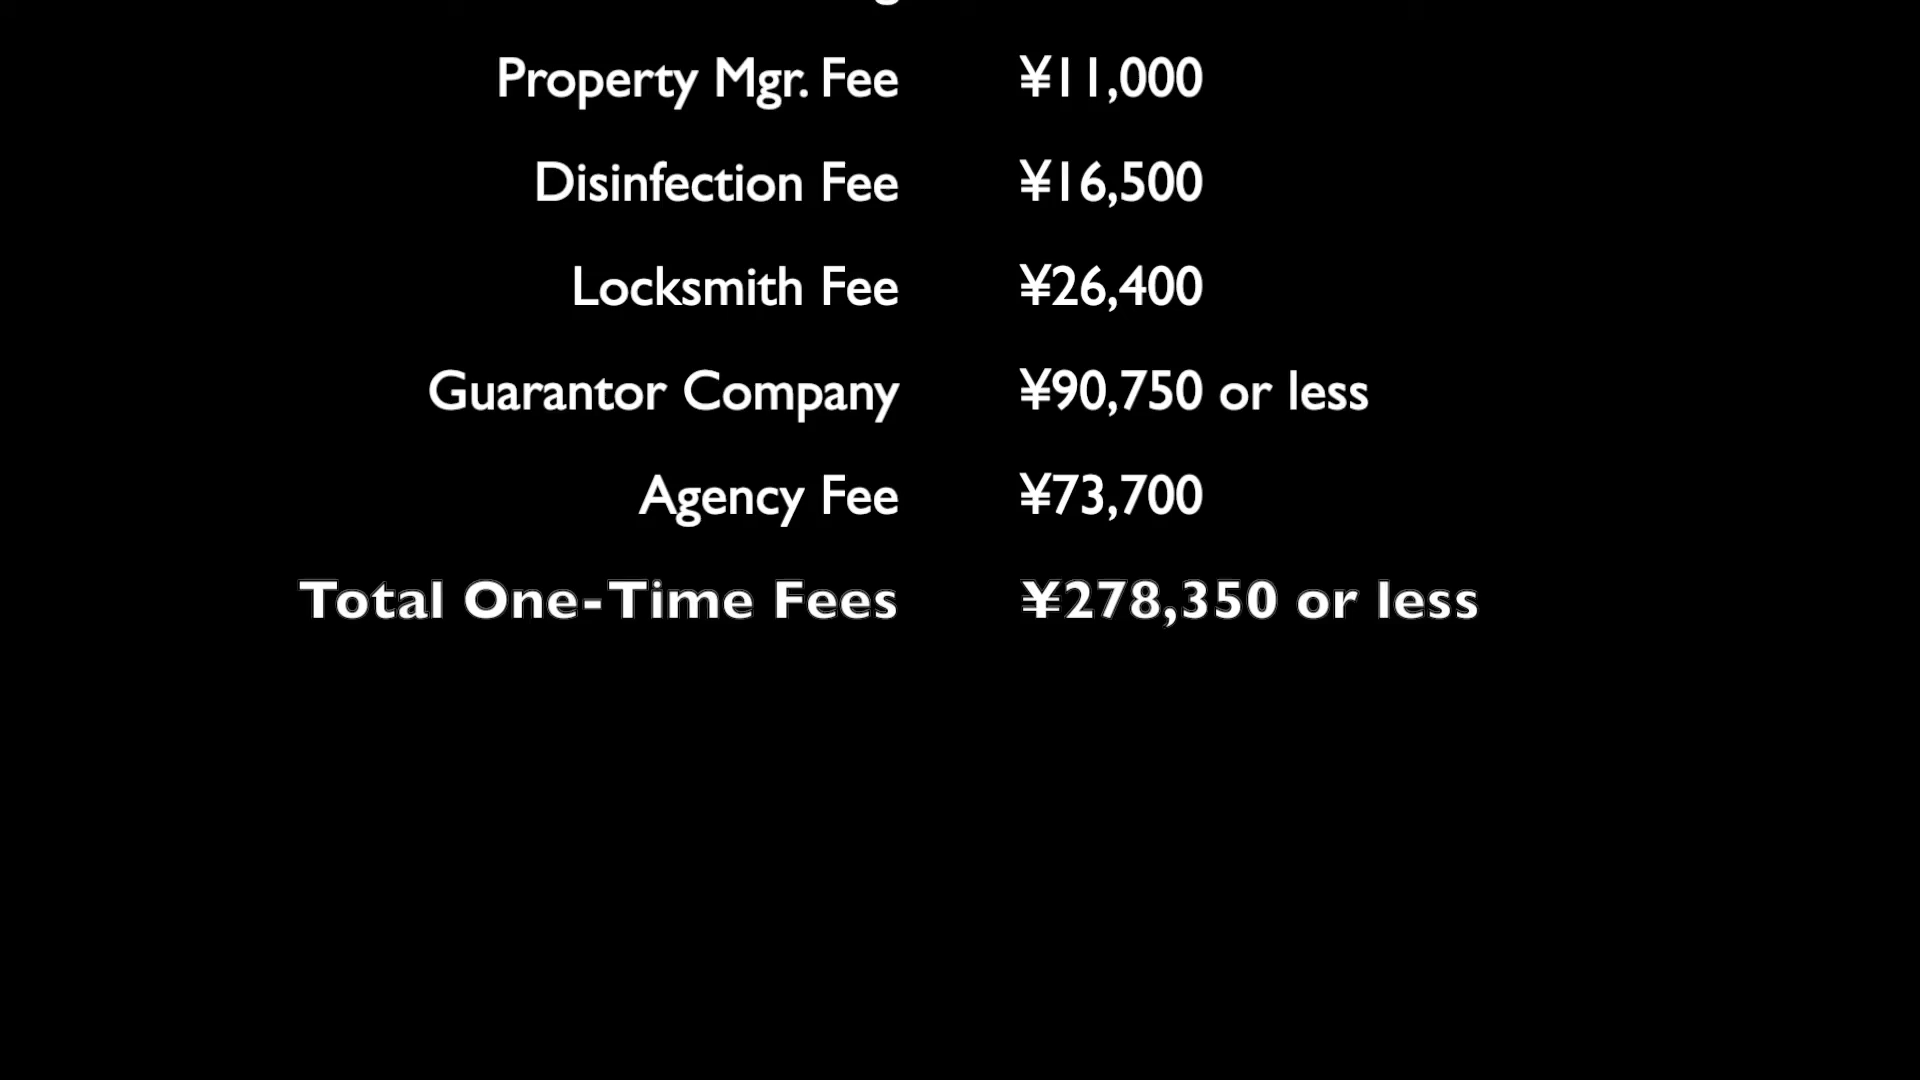 Property Mgr. Fee ¥11,000
Disinfection Fee ¥16,500
Locksmith Fee ¥26,400
Guarantor Company ¥90,750 or less
Agency Fee ¥73,700
Total One-Time Fees ¥278,350 or less